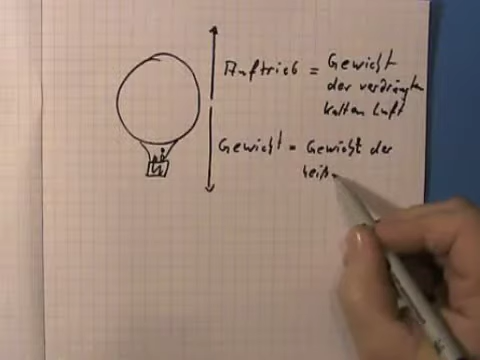 Auftrieb = Gewicht
der verdrängten
kalten Luft
Gewicht = Gewicht der
heiß